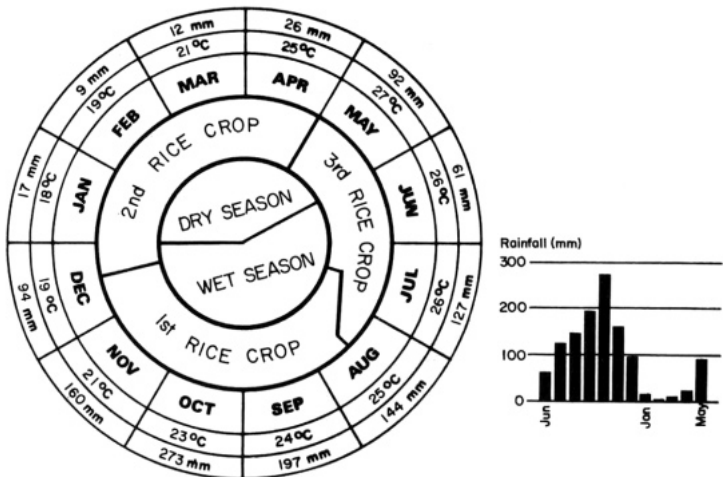 12 mm
21°C
MAR
26 mm
25°C
APR
92 mm
27°C
MAY
61 mm
26°C
JUN
127 mm
26°C
JUL
144 mm
25°C
AUG
197 mm
24°C
SEP
273 mm
23°C
OCT
160 mm
21°C
NOV
94 mm
19°C
DEC
17 mm
18°C
JAN
9 mm
19°C
FEB
2nd RICE CROP
3rd RICE CROP
1st RICE CROP
DRY SEASON
WET SEASON
Rainfall (mm)
300
200
100
0
Jun
Jan
May